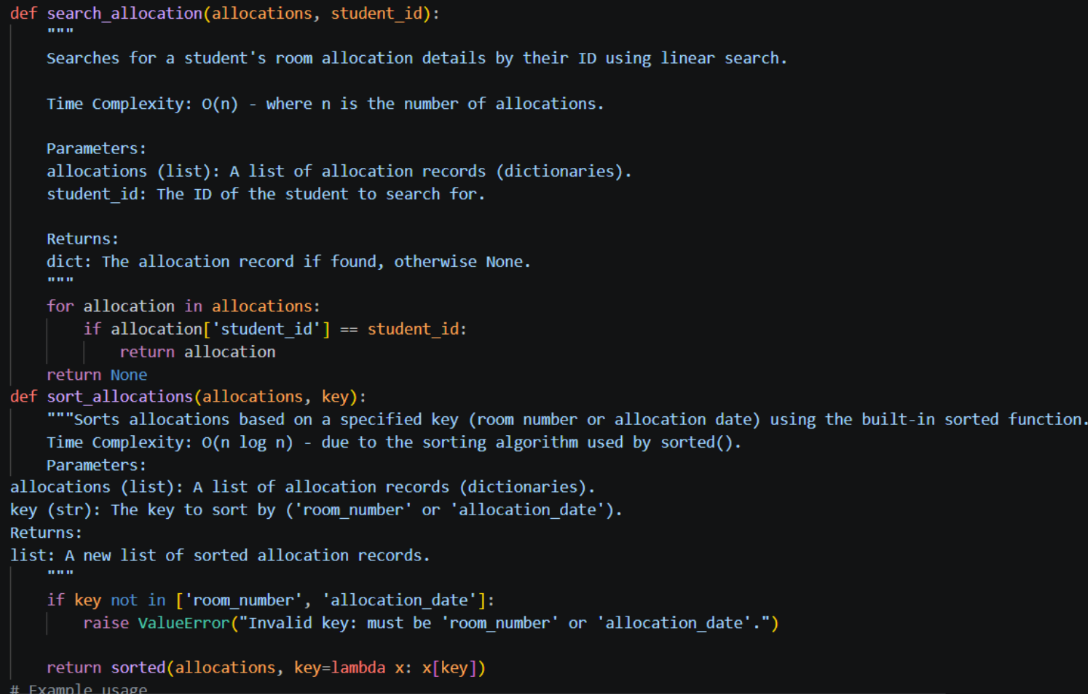 def search_allocation(allocations, student_id):
    """
    Searches for a student's room allocation details by their ID using linear search.

    Time Complexity: O(n) - where n is the number of allocations.

    Parameters:
    allocations (list): A list of allocation records (dictionaries).
    student_id: The ID of the student to search for.

    Returns:
    dict: The allocation record if found, otherwise None.
    """
    for allocation in allocations:
        if allocation['student_id'] == student_id:
            return allocation
    return None
def sort_allocations(allocations, key):
    """Sorts allocations based on a specified key (room number or allocation date) using the built-in sorted function.
    Time Complexity: O(n log n) - due to the sorting algorithm used by sorted().
    Parameters:
allocations (list): A list of allocation records (dictionaries).
key (str): The key to sort by ('room_number' or 'allocation_date').
Returns:
list: A new list of sorted allocation records.
    """
    if key not in ['room_number', 'allocation_date']:
        raise ValueError("Invalid key: must be 'room_number' or 'allocation_date'.")

    return sorted(allocations, key=lambda x: x[key])
# Example usage